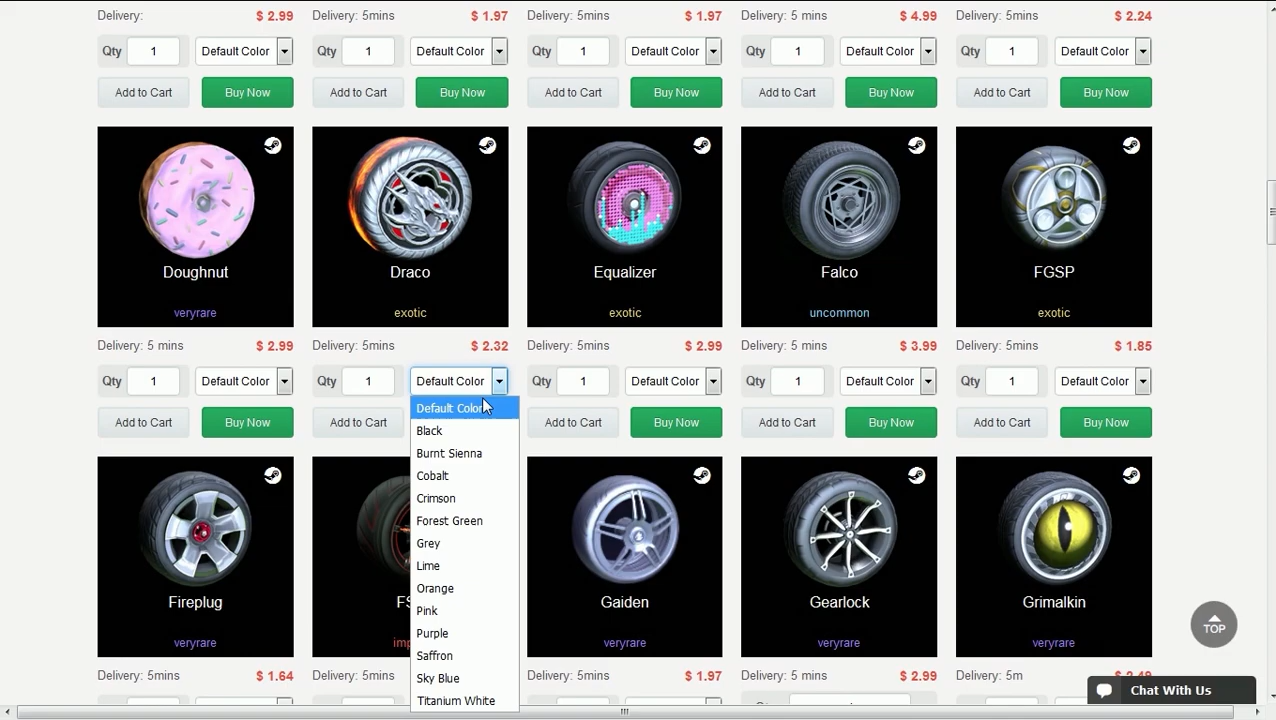 Delivery: $ 2.99 Delivery: 5mins $ 1.97 Delivery: 5mins $ 1.97 Delivery: 5 mins $ 4.99 Delivery: 5mins $ 2.24
Qty 1 Default Color Qty 1 Default Color Qty 1 Default Color Qty 1 Default Color Qty 1 Default Color
Add to Cart Buy Now Add to Cart Buy Now Add to Cart Buy Now Add to Cart Buy Now Add to Cart Buy Now
Doughnut Draco Equalizer Falco FGSP
veryrare exotic exotic uncommon exotic
Delivery: 5 mins $ 2.99 Delivery: 5mins $ 2.32 Delivery: 5mins $ 2.99 Delivery: 5 mins $ 3.99 Delivery: 5mins $ 1.85
Qty 1 Default Color Qty 1 Default Color Qty 1 Default Color Qty 1 Default Color Qty 1 Default Color
Add to Cart Buy Now Add to Cart Add to Cart Buy Now Add to Cart Buy Now Add to Cart Buy Now
Default Color
Black
Burnt Sienna
Cobalt
Crimson
Forest Green
Grey
Lime
Orange
Pink
Purple
Saffron
Sky Blue
Titanium White
Fireplug Gaiden Gearlock Grimalkin
veryrare veryrare veryrare veryrare
Delivery: 5mins $ 1.64 Delivery: 5mins $ 1.97 Delivery: 5mins $ 2.99 Delivery: 5m
TOP
Chat With Us